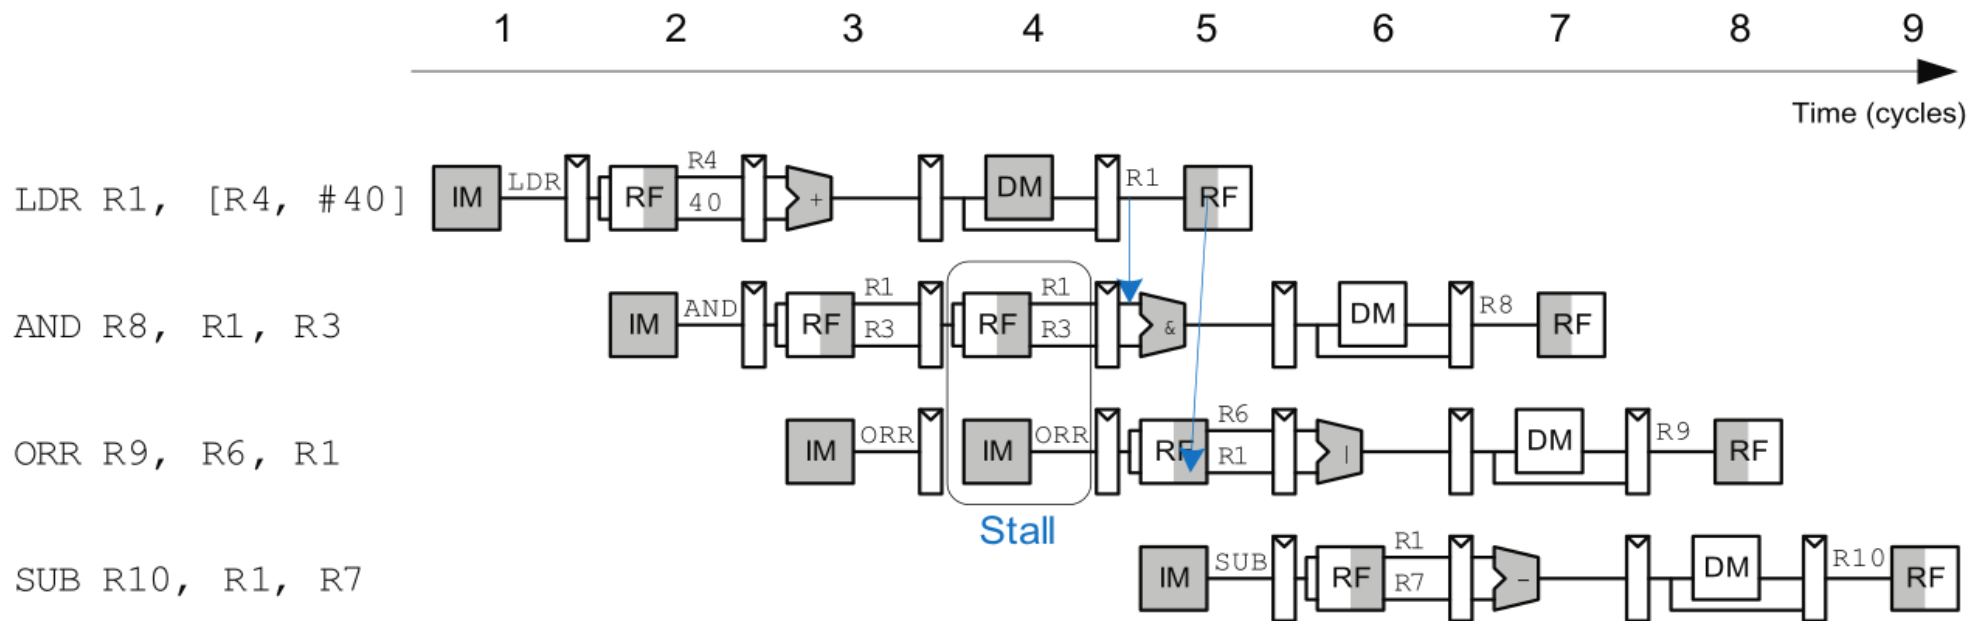 1 2 3 4 5 6 7 8 9
Time (cycles)
LDR R1, [R4, #40] IM LDR RF R4 40 + DM R1 RF
AND R8, R1, R3 IM AND RF R1 R3 RF R1 R3 & DM R8 RF
ORR R9, R6, R1 IM ORR IM ORR RF R6 R1 | DM R9 RF
Stall
SUB R10, R1, R7 IM SUB RF R1 R7 - DM R10 RF